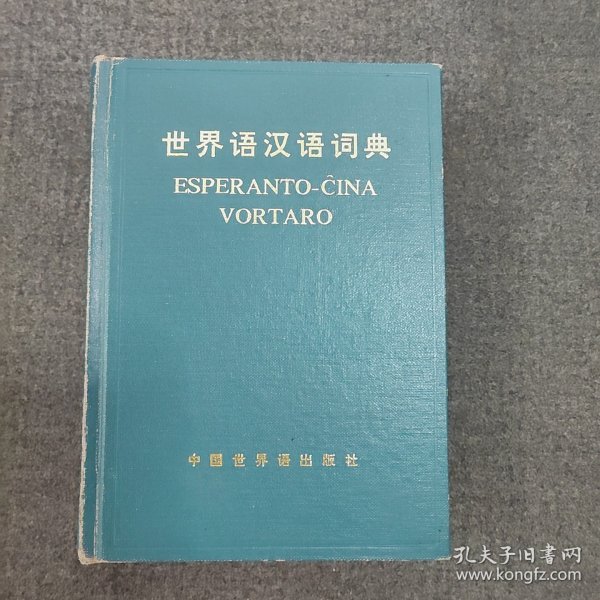 世界语汉语词典
ESPERANTO-ĈINA
VORTARO
中国世界语出版社
孔夫子旧書网
www.kongfz.com